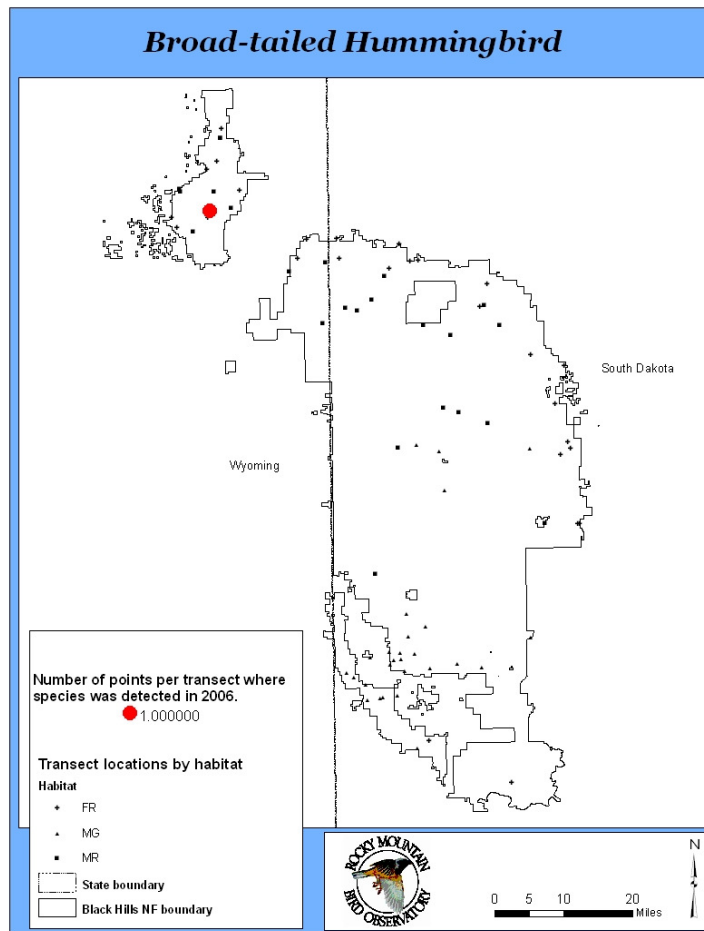 Broad-tailed Hummingbird
South Dakota
Wyoming
Number of points per transect where
species was detected in 2006.
1.000000
Transect locations by habitat
Habitat
FR
MG
MR
State boundary
Black Hills NF boundary
ROCKY MOUNTAIN
BIRD OBSERVATORY
N
0 5 10 20
Miles